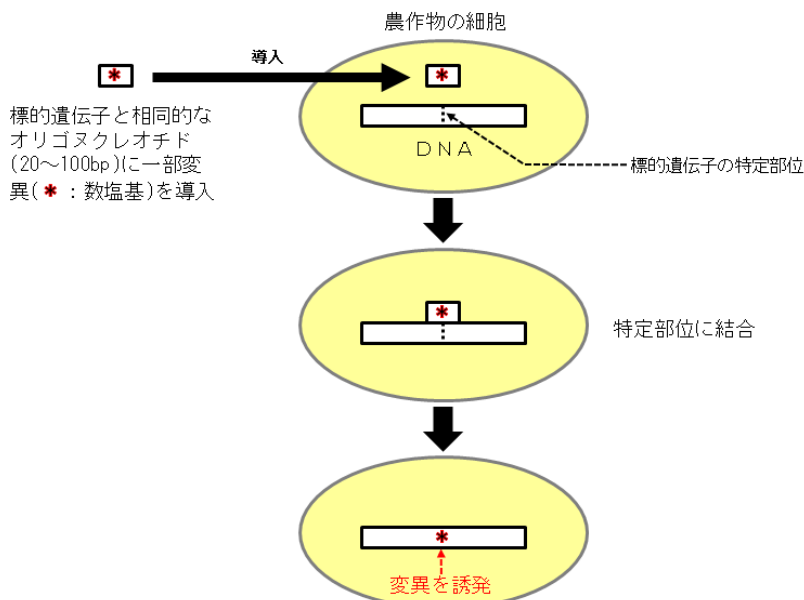 農作物の細胞
導入
*
*
標的遺伝子と相同的な
オリゴヌクレオチド
(20~100bp)に一部変
異(*:数塩基)を導入
DNA
標的遺伝子の特定部位
*
特定部位に結合
*
変異を誘発